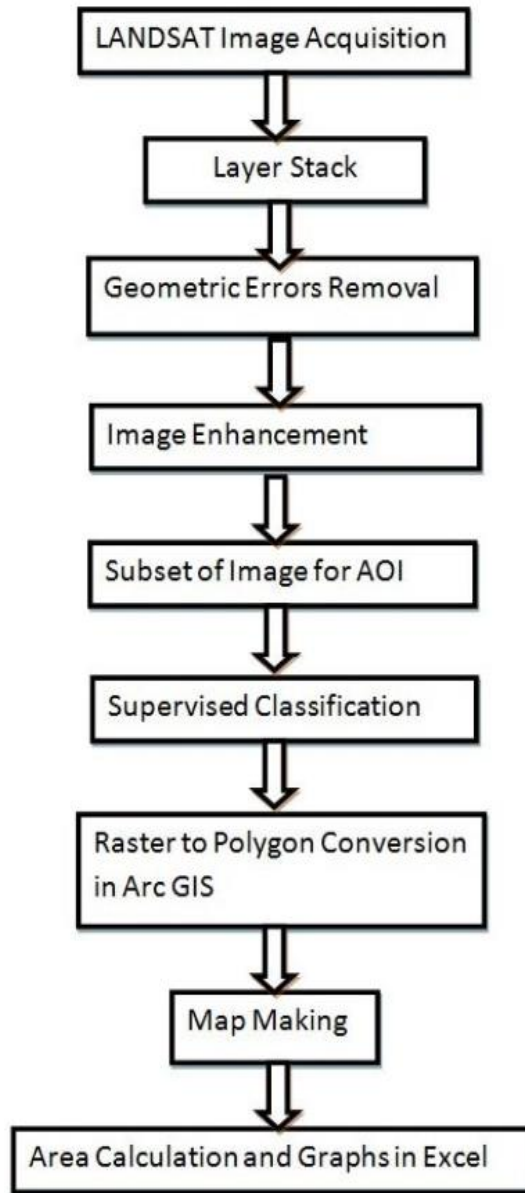 LANDSAT Image Acquisition
Layer Stack
Geometric Errors Removal
Image Enhancement
Subset of Image for AOI
Supervised Classification
Raster to Polygon Conversion
in Arc GIS
Map Making
Area Calculation and Graphs in Excel